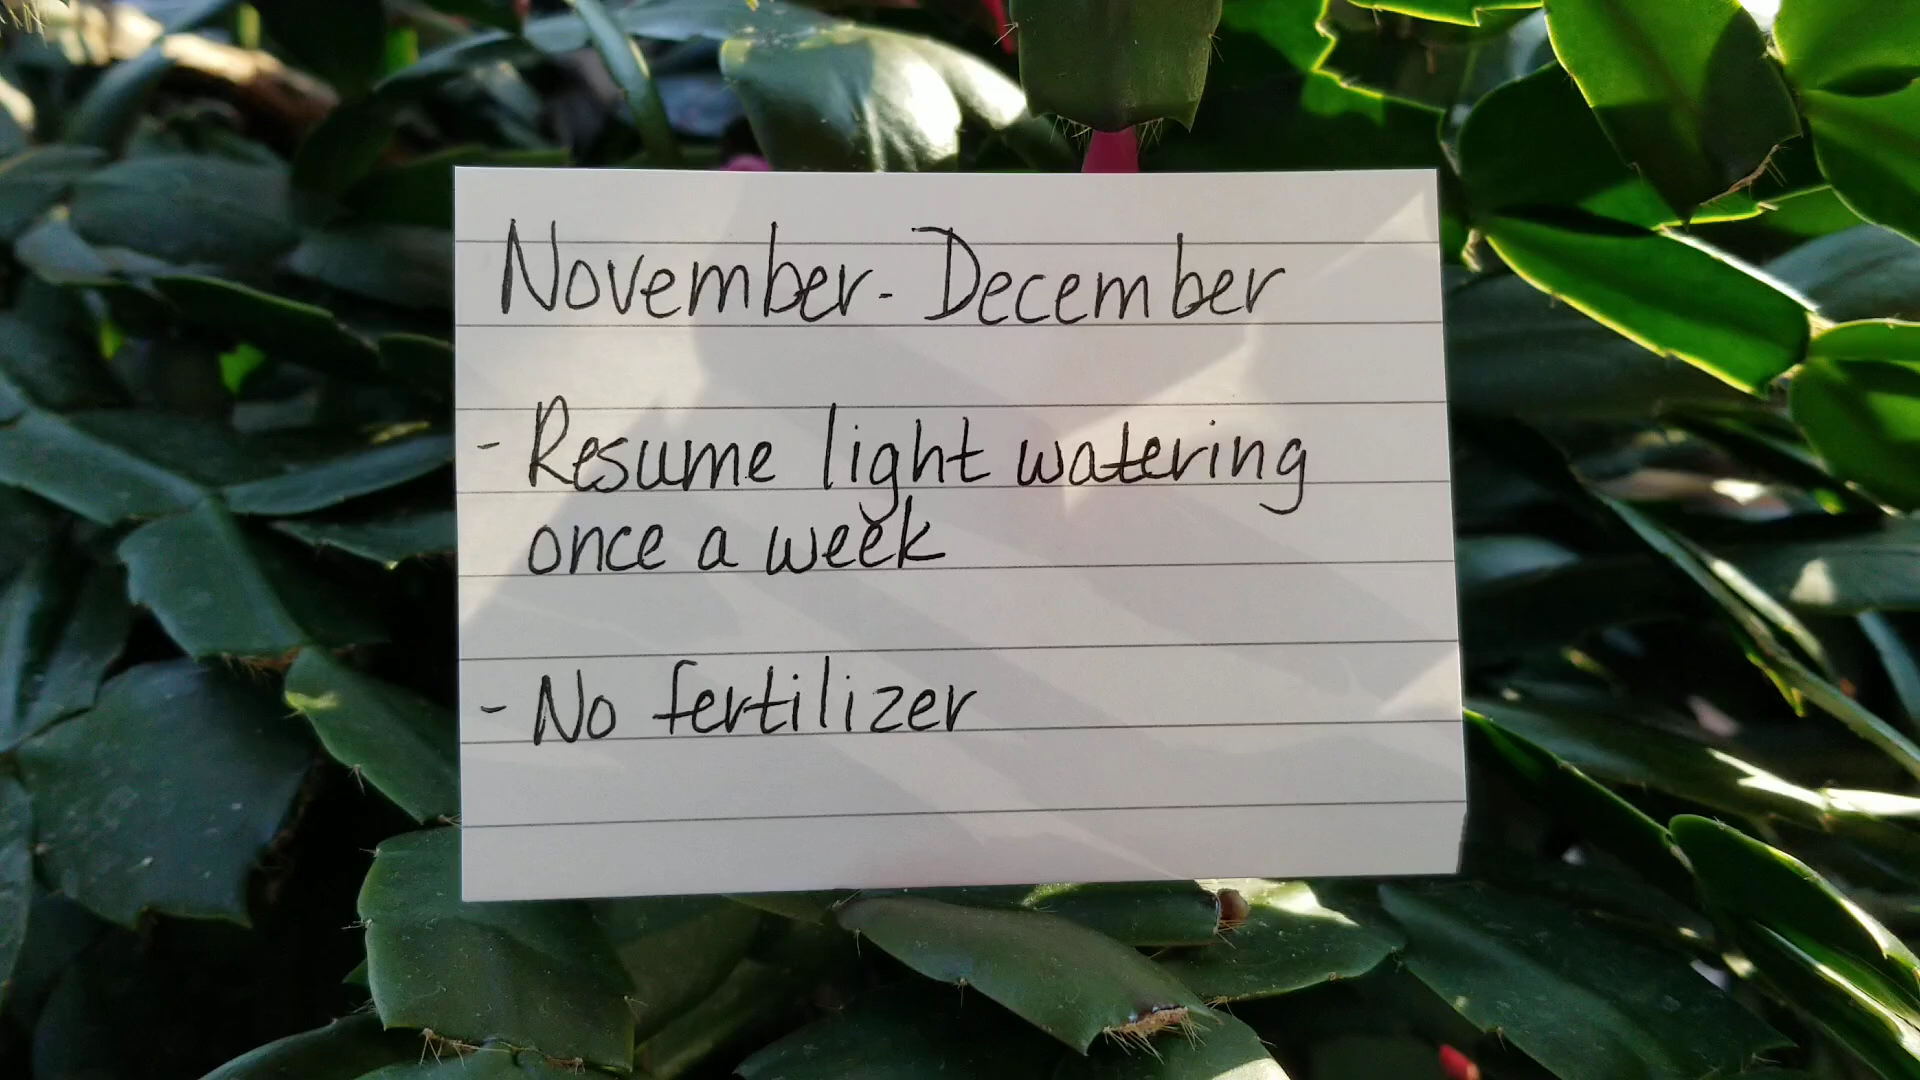 November - December
- Resume light watering
once a week
- No fertilizer